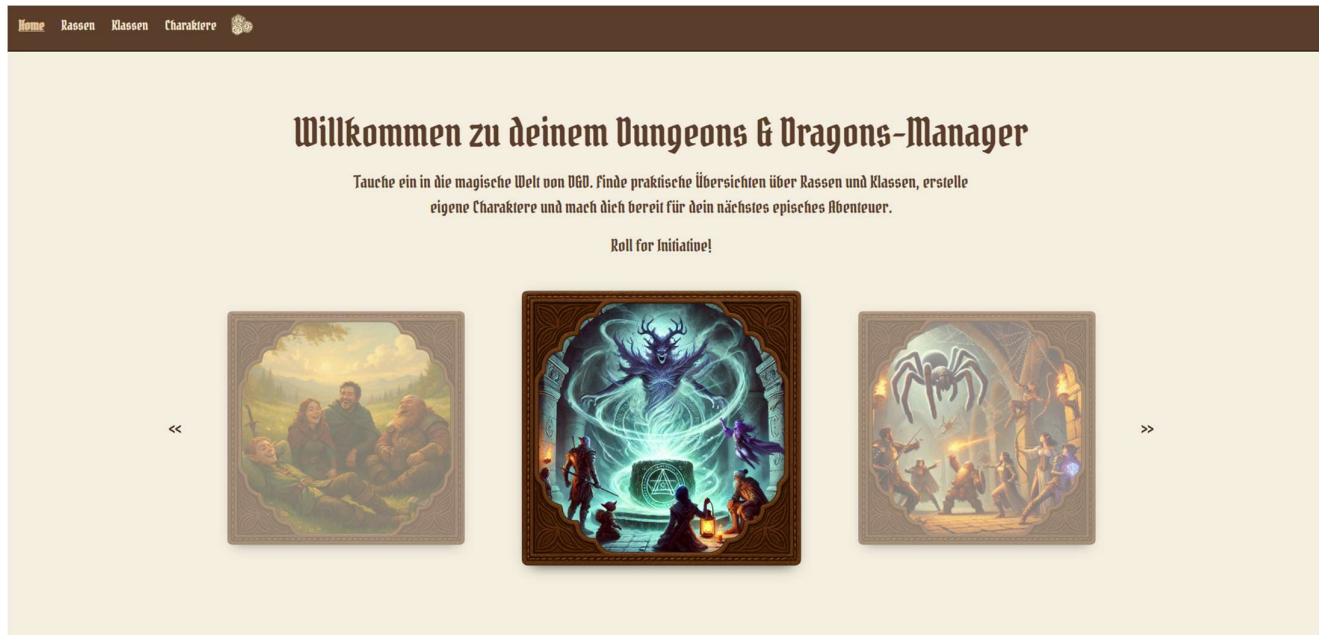 Home Rassen Klassen Charaktere
Willkommen zu deinem Dungeons & Dragons-Manager
Tauche ein in die magische Welt von D&D. Finde praktische Übersichten über Rassen und Klassen, erstelle
eigene Charaktere und mach dich bereit für dein nächstes episches Abenteuer.
Roll for Initiative!
<< >>